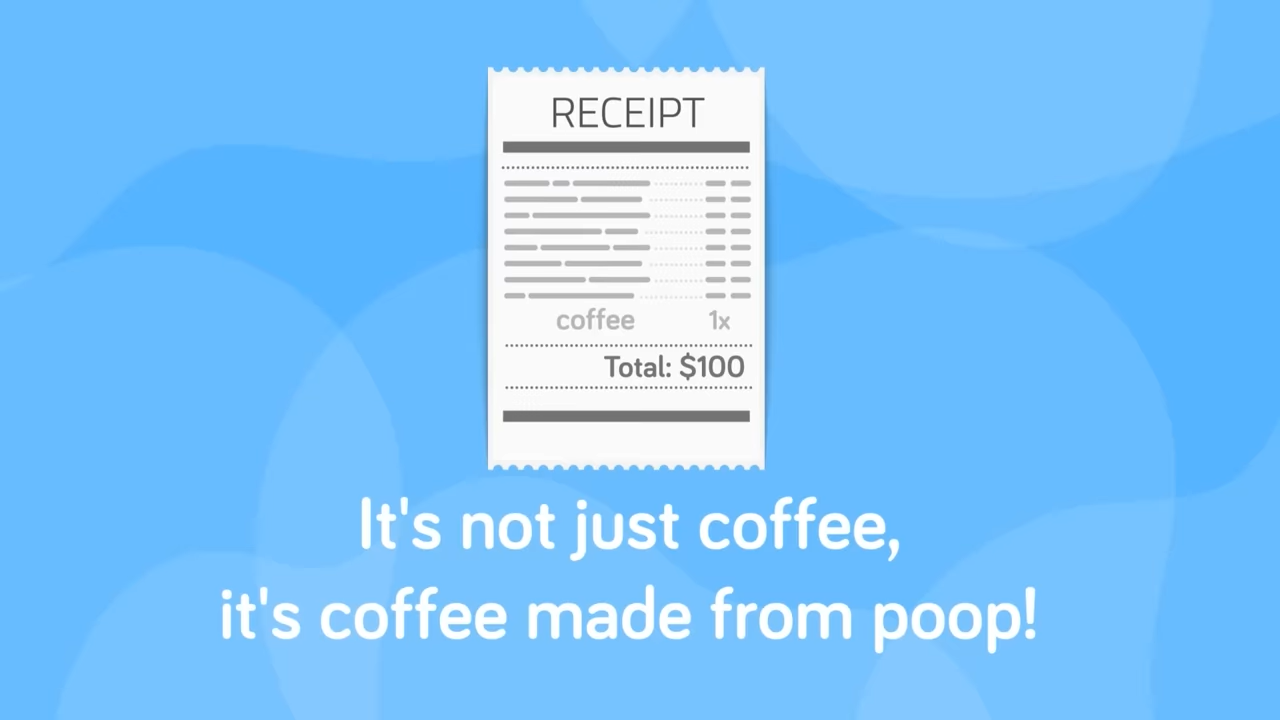 RECEIPT
coffee 1x
Total: $100
It's not just coffee,
it's coffee made from poop!